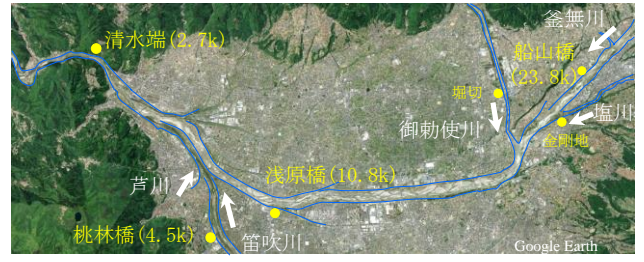 清水端(2.7k)
釜無川
船山橋
(23.8k)
堀切
塩川
御勅使川
金剛地
浅原橋(10.8k)
芦川
桃林橋(4.5k)
笛吹川
Google Earth